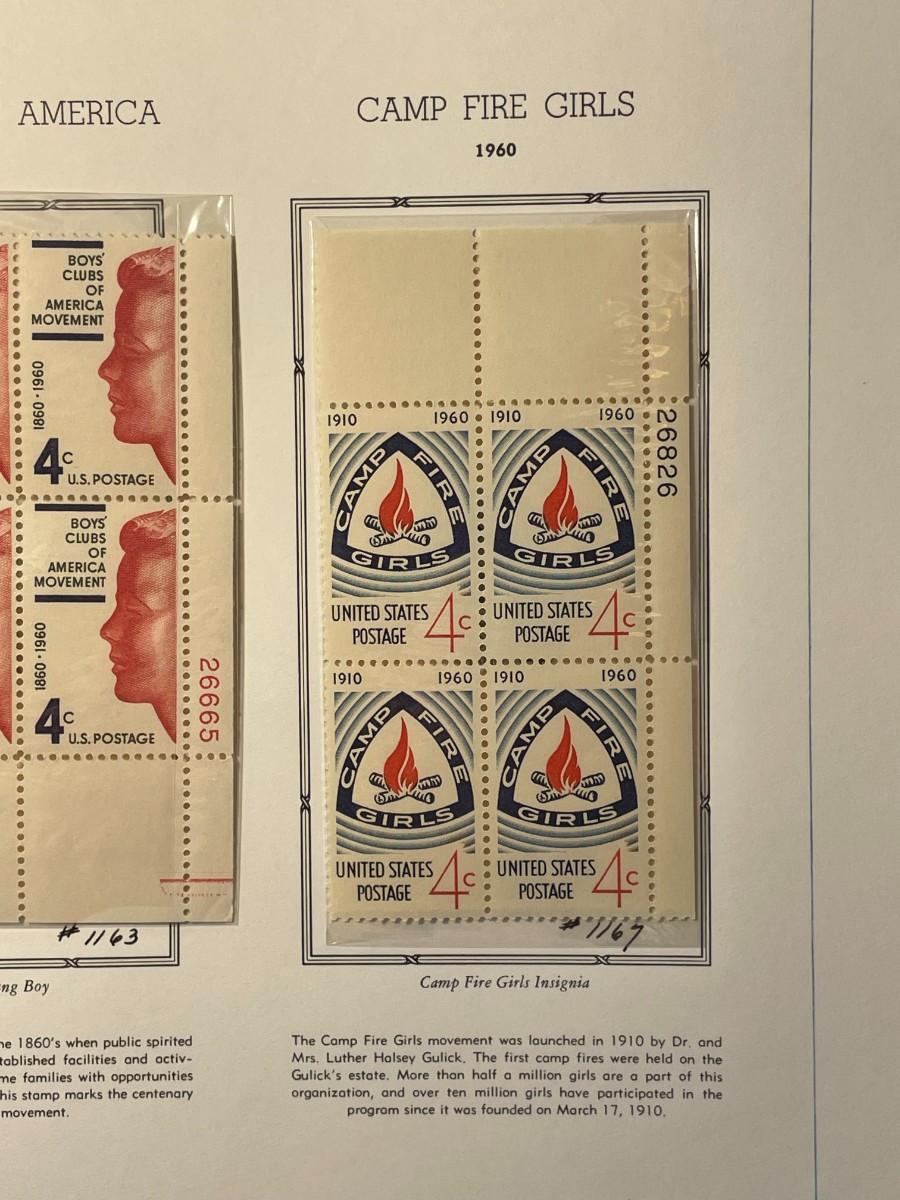 AMERICA
BOYS'
CLUBS
OF
AMERICA
MOVEMENT
1860 · 1960
4c
U.S. POSTAGE
BOYS'
CLUBS
OF
AMERICA
MOVEMENT
1860 · 1960
4c
U.S. POSTAGE
26665
# 1163
ng Boy
he 1860's when public spirited
tablished facilities and activ-
me families with opportunities
his stamp marks the centenary
movement.
CAMP FIRE GIRLS
1960
1910 1960
CAMP FIRE
GIRLS
UNITED STATES
POSTAGE 4c
1910 1960
CAMP FIRE
GIRLS
UNITED STATES
POSTAGE 4c
26826
1910 1960
CAMP FIRE
GIRLS
UNITED STATES
POSTAGE 4c
1910 1960
CAMP FIRE
GIRLS
UNITED STATES
POSTAGE 4c
# 1167
Camp Fire Girls Insignia
The Camp Fire Girls movement was launched in 1910 by Dr. and
Mrs. Luther Halsey Gulick. The first camp fires were held on the
Gulick's estate. More than half a million girls are a part of this
organization, and over ten million girls have participated in the
program since it was founded on March 17, 1910.